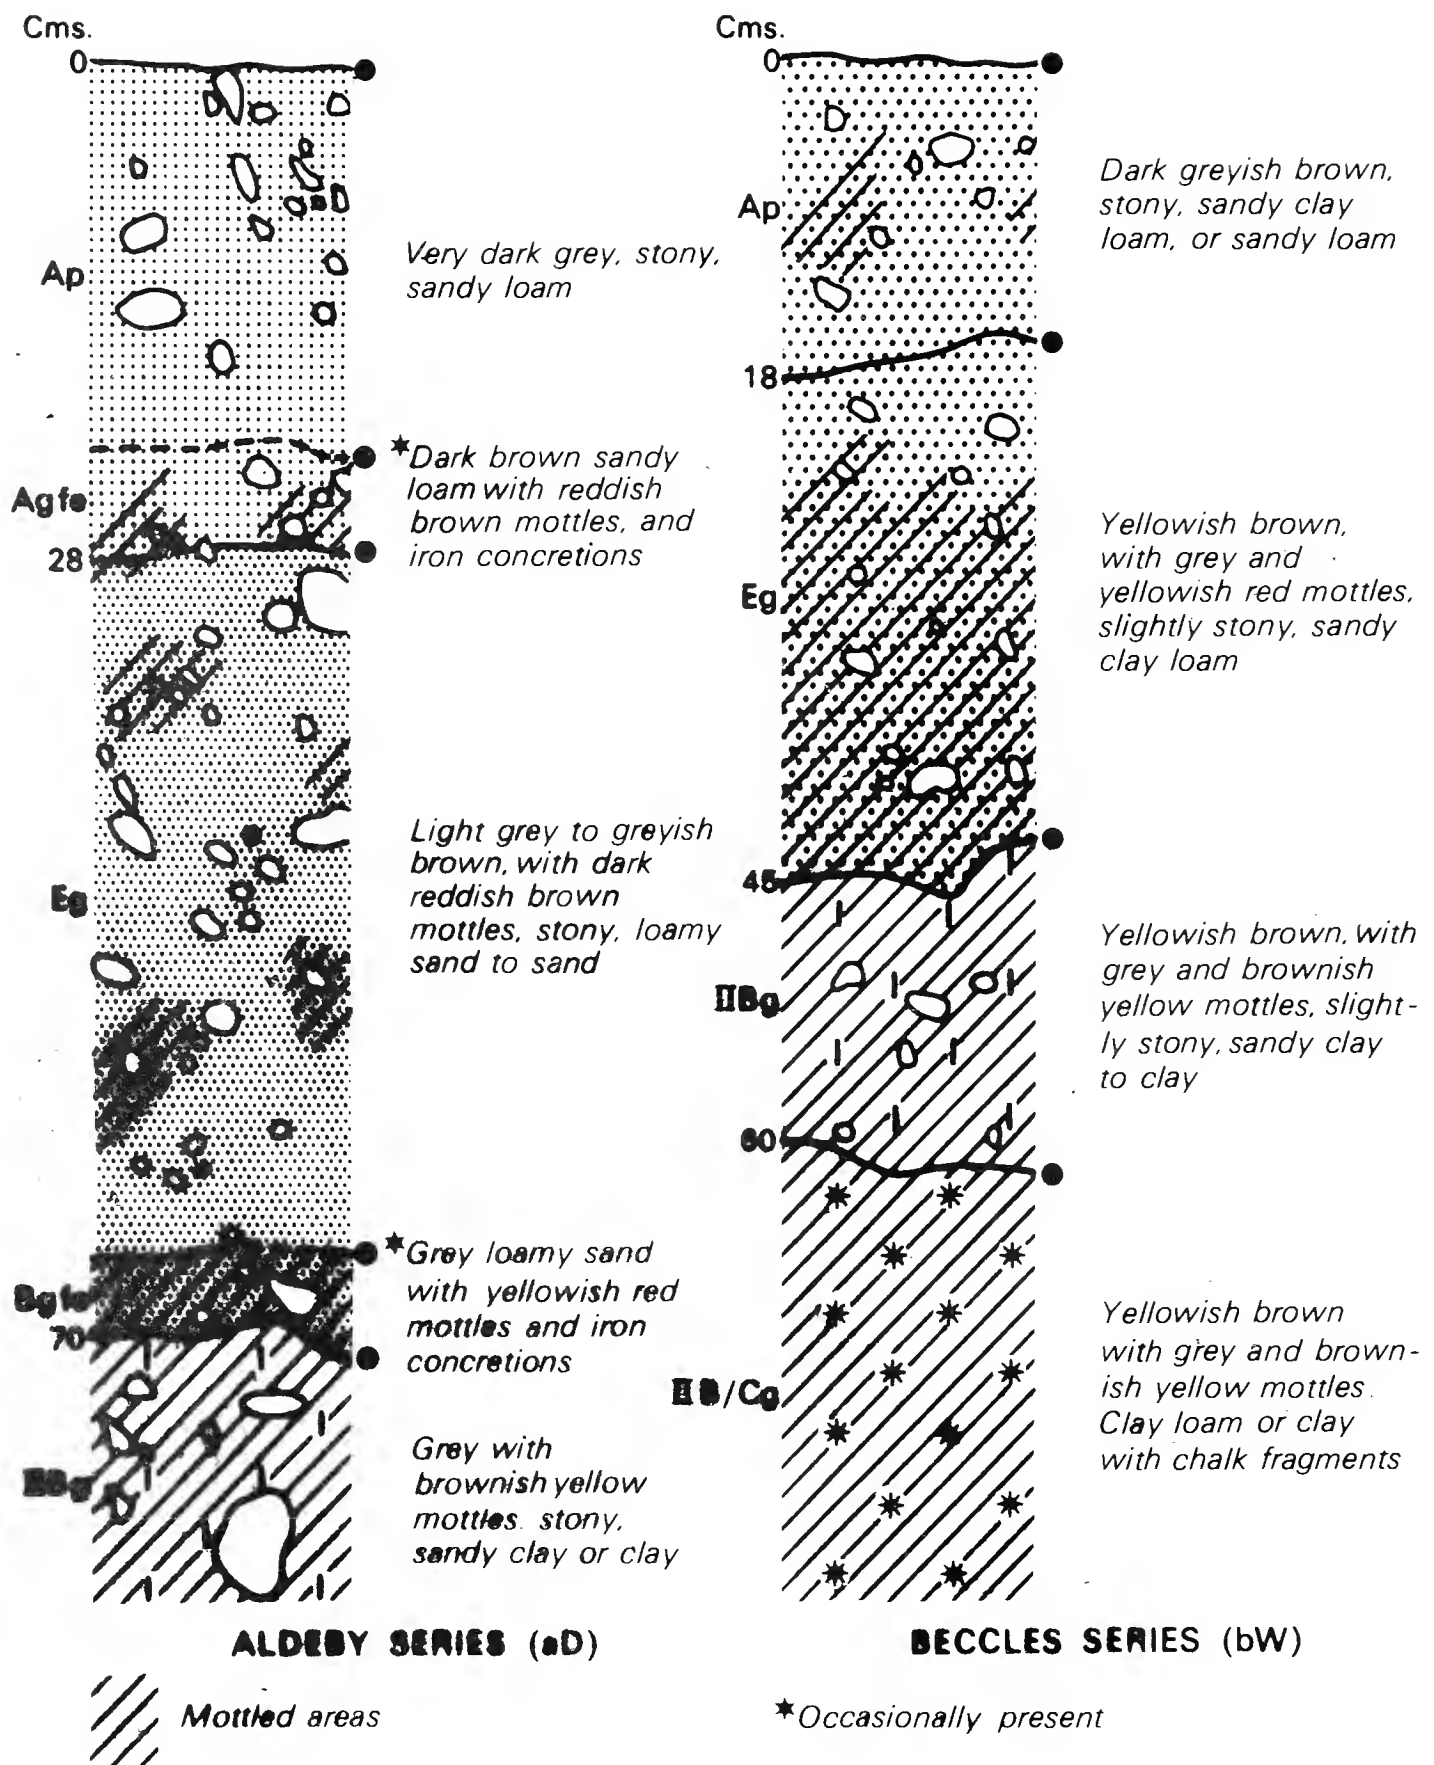 Cms.
0
Ap
Very dark grey, stony,
sandy loam
Agfe
*Dark brown sandy
loam with reddish
brown mottles, and
iron concretions
28
Eg
Light grey to greyish
brown, with dark
reddish brown
mottles, stony, loamy
sand to sand
Bgfe
*Grey loamy sand
with yellowish red
mottles and iron
concretions
70
IIBg
Grey with
brownish yellow
mottles. stony,
sandy clay or clay
ALDEBY SERIES (aD)
Mottled areas
Cms.
0
Ap
Dark greyish brown,
stony, sandy clay
loam, or sandy loam
18
Eg
Yellowish brown,
with grey and
yellowish red mottles,
slightly stony, sandy
clay loam
45
IIBg
Yellowish brown, with
grey and brownish
yellow mottles, slight-
ly stony, sandy clay
to clay
60
IIB/Cg
Yellowish brown
with grey and brown-
ish yellow mottles.
Clay loam or clay
with chalk fragments
BECCLES SERIES (bW)
*Occasionally present